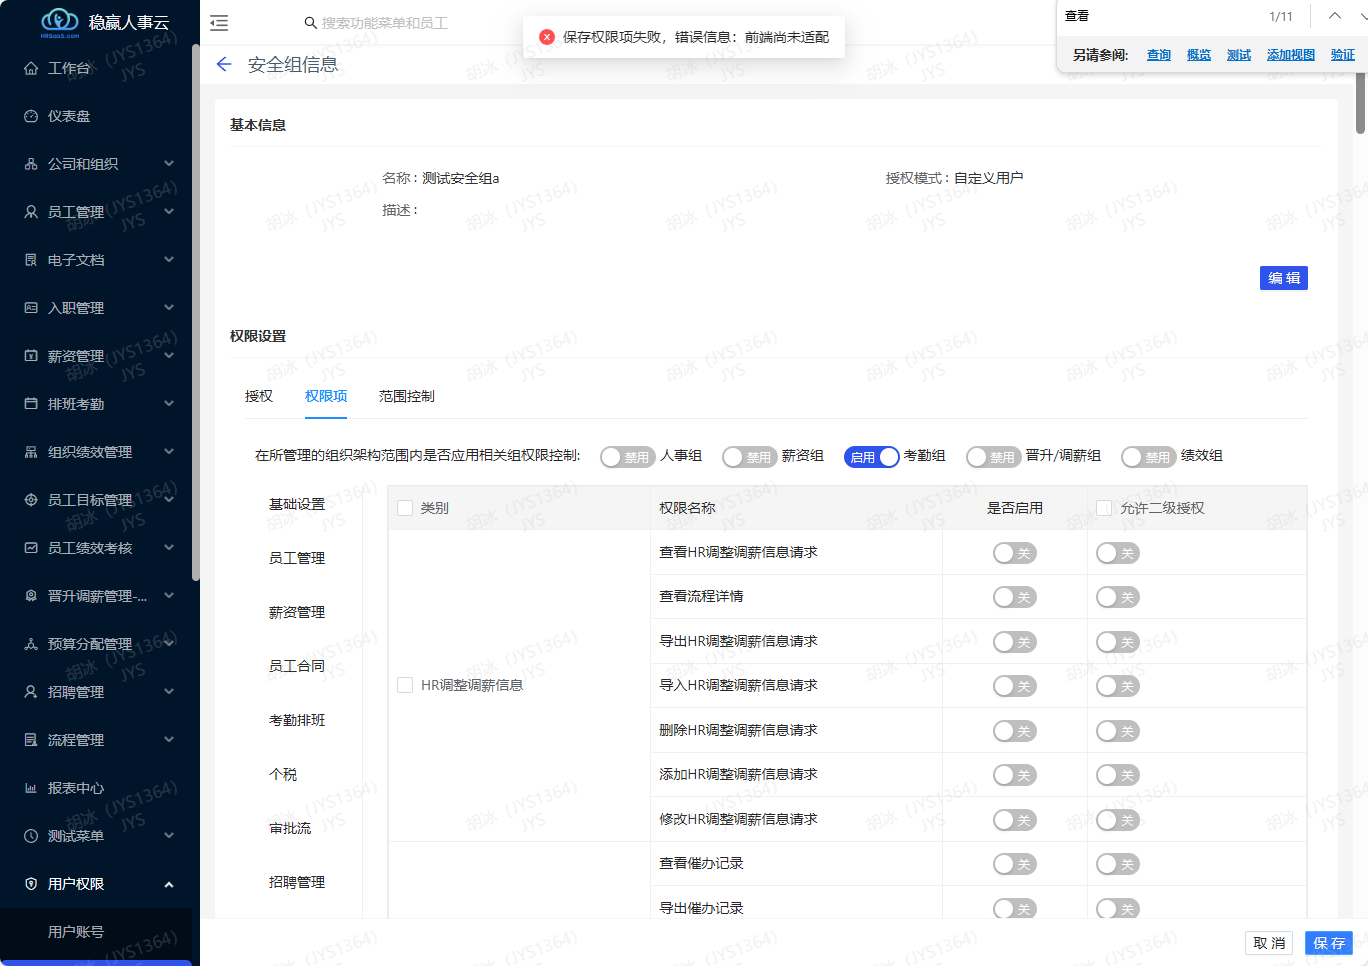 稳赢人事云
HRSaaS.com
搜索功能菜单和员工
保存权限项失败，错误信息：前端尚未适配
查看
1/11
另请参阅: 查询 概览 测试 添加视图 验证
安全组信息
工作台
仪表盘
公司和组织
员工管理
电子文档
入职管理
薪资管理
排班考勤
组织绩效管理
员工目标管理
员工绩效考核
晋升调薪管理-...
预算分配管理
招聘管理
流程管理
报表中心
测试菜单
用户权限
用户账号
基本信息
名称 : 测试安全组a
授权模式 : 自定义用户
描述 :
编 辑
权限设置
授权 权限项 范围控制
在所管理的组织架构范围内是否应用相关组权限控制: 禁用 人事组 禁用 薪资组 启用 考勤组 禁用 晋升/调薪组 禁用 绩效组
基础设置
员工管理
薪资管理
员工合同
考勤排班
个税
审批流
招聘管理
类别 权限名称 是否启用 允许二级授权
HR调整调薪信息
查看HR调整调薪信息请求 关 关
查看流程详情 关 关
导出HR调整调薪信息请求 关 关
导入HR调整调薪信息请求 关 关
删除HR调整调薪信息请求 关 关
添加HR调整调薪信息请求 关 关
修改HR调整调薪信息请求 关 关
查看催办记录 关 关
导出催办记录 关 关
取 消 保 存
胡冰（JYS1364）
JYS